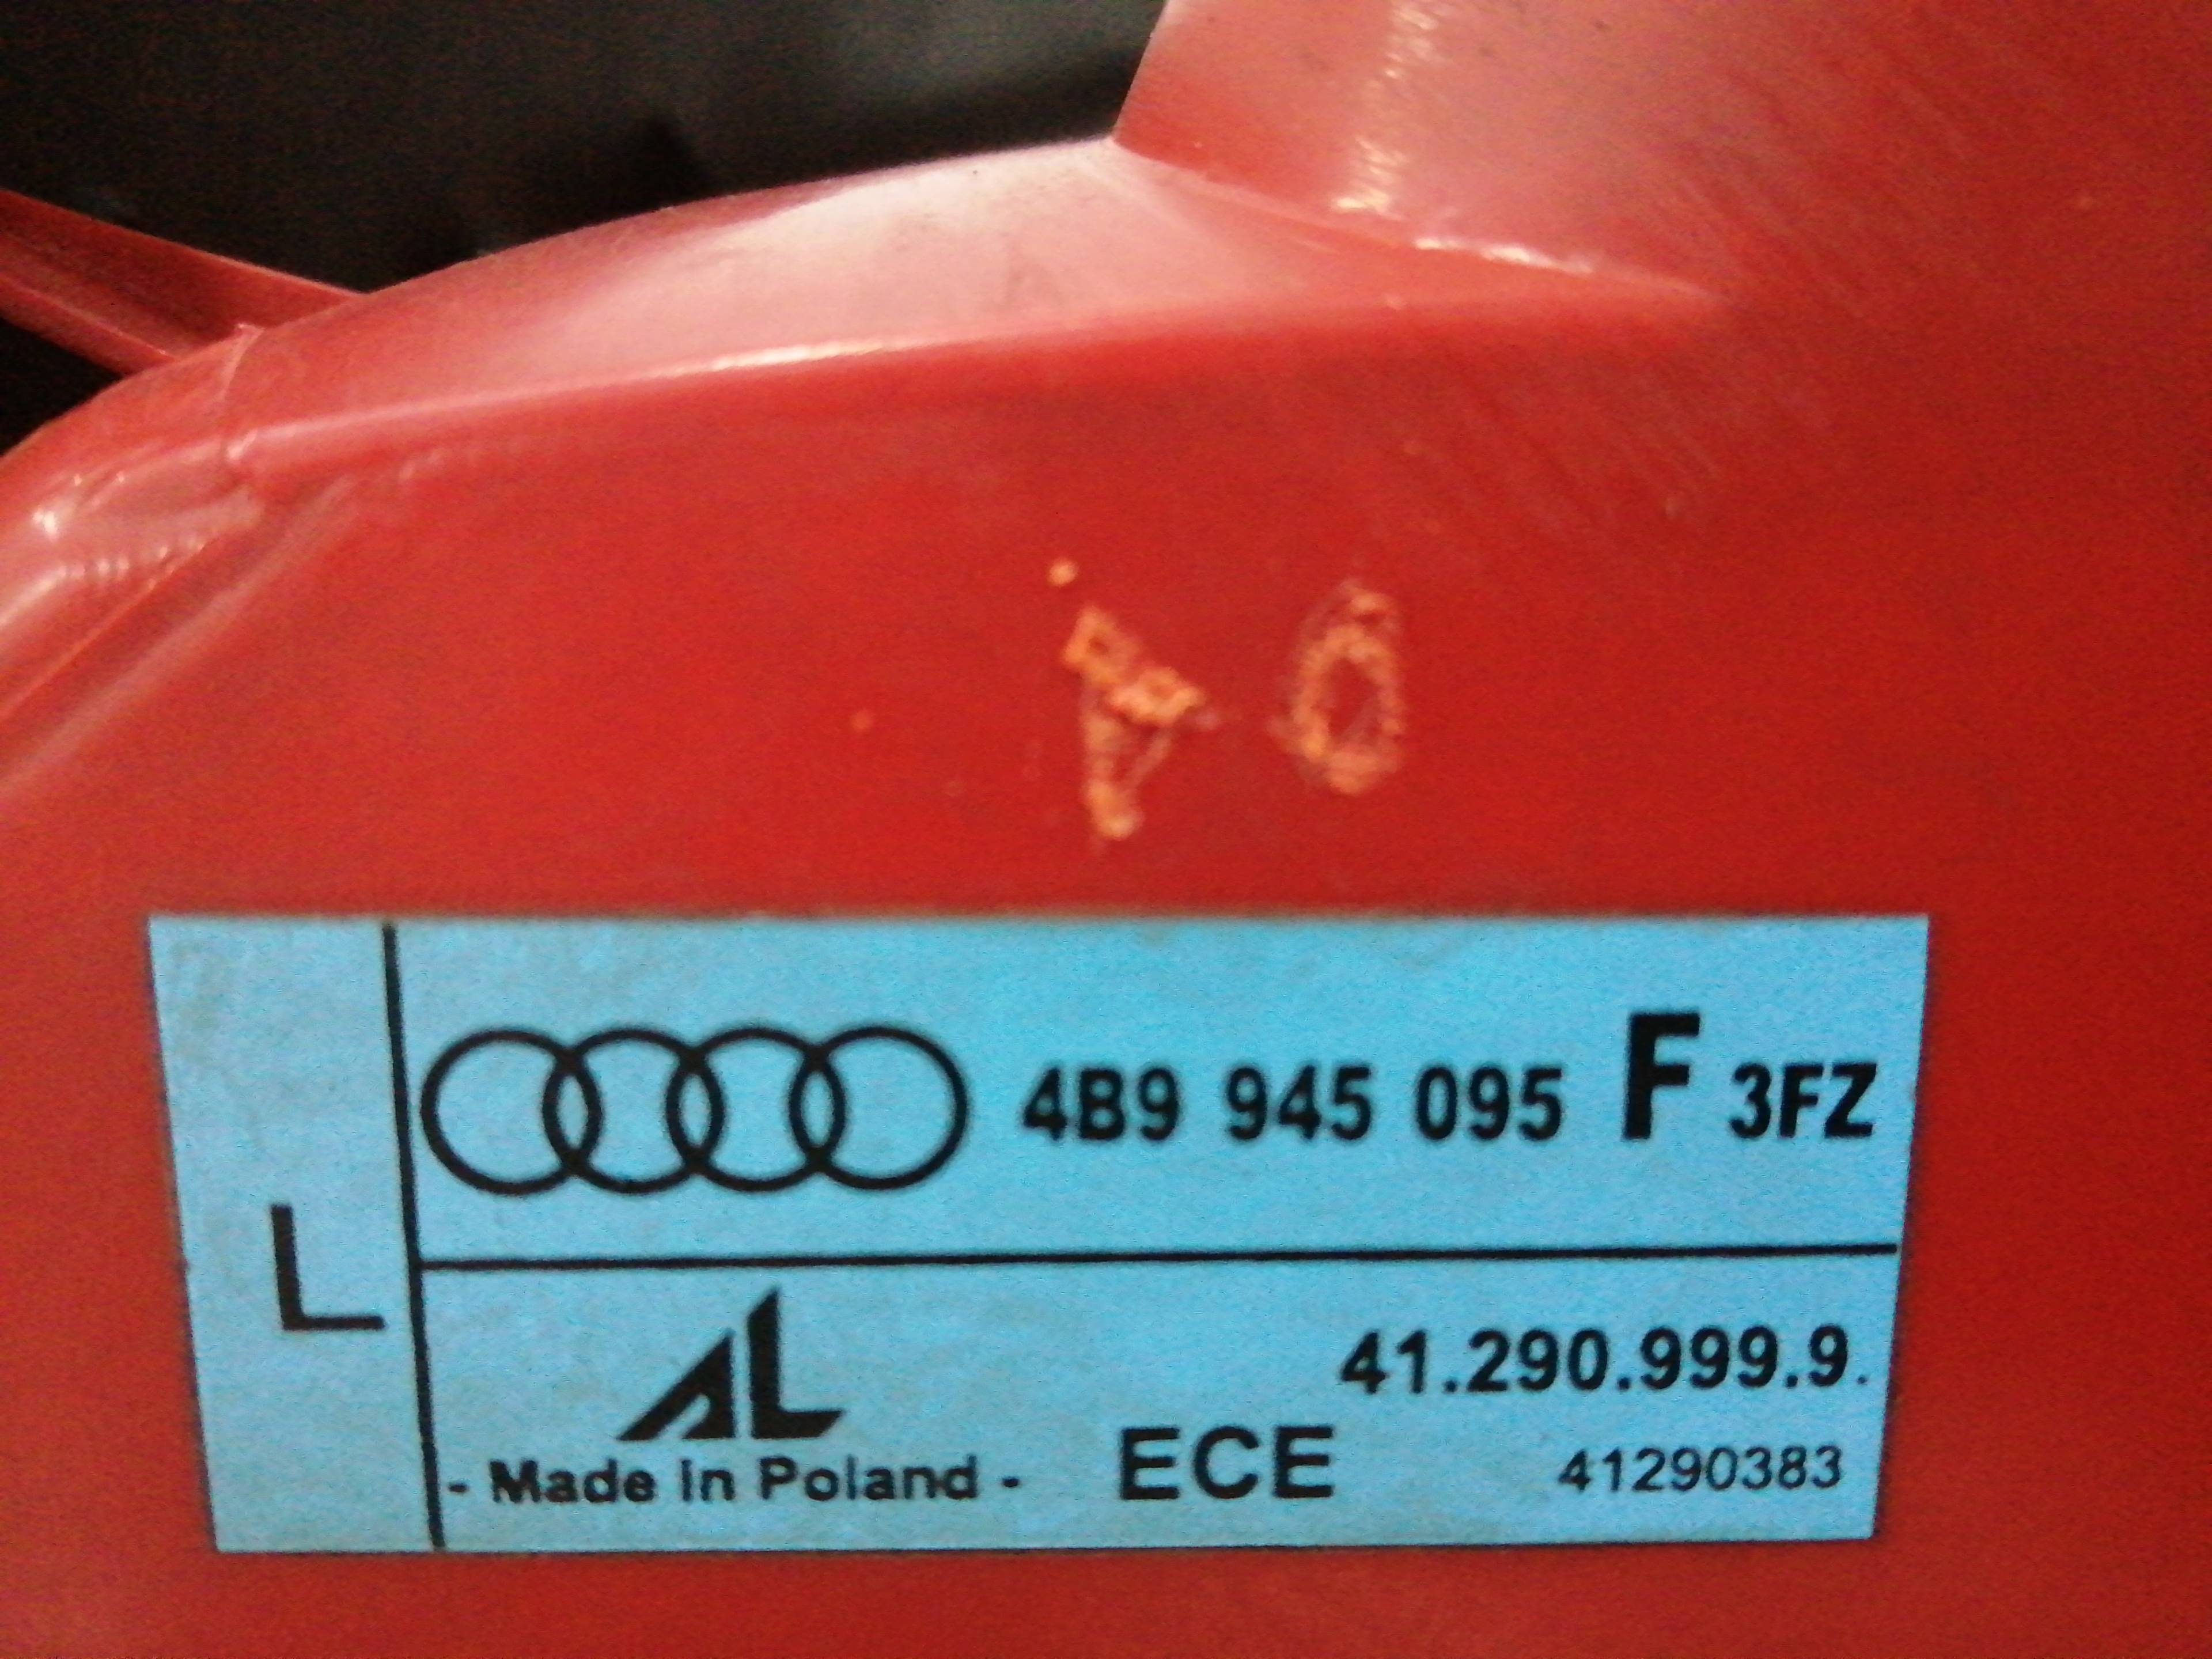 L
4B9 945 095 F 3FZ
AL
41.290.999.9.
- Made in Poland -
ECE
41290383